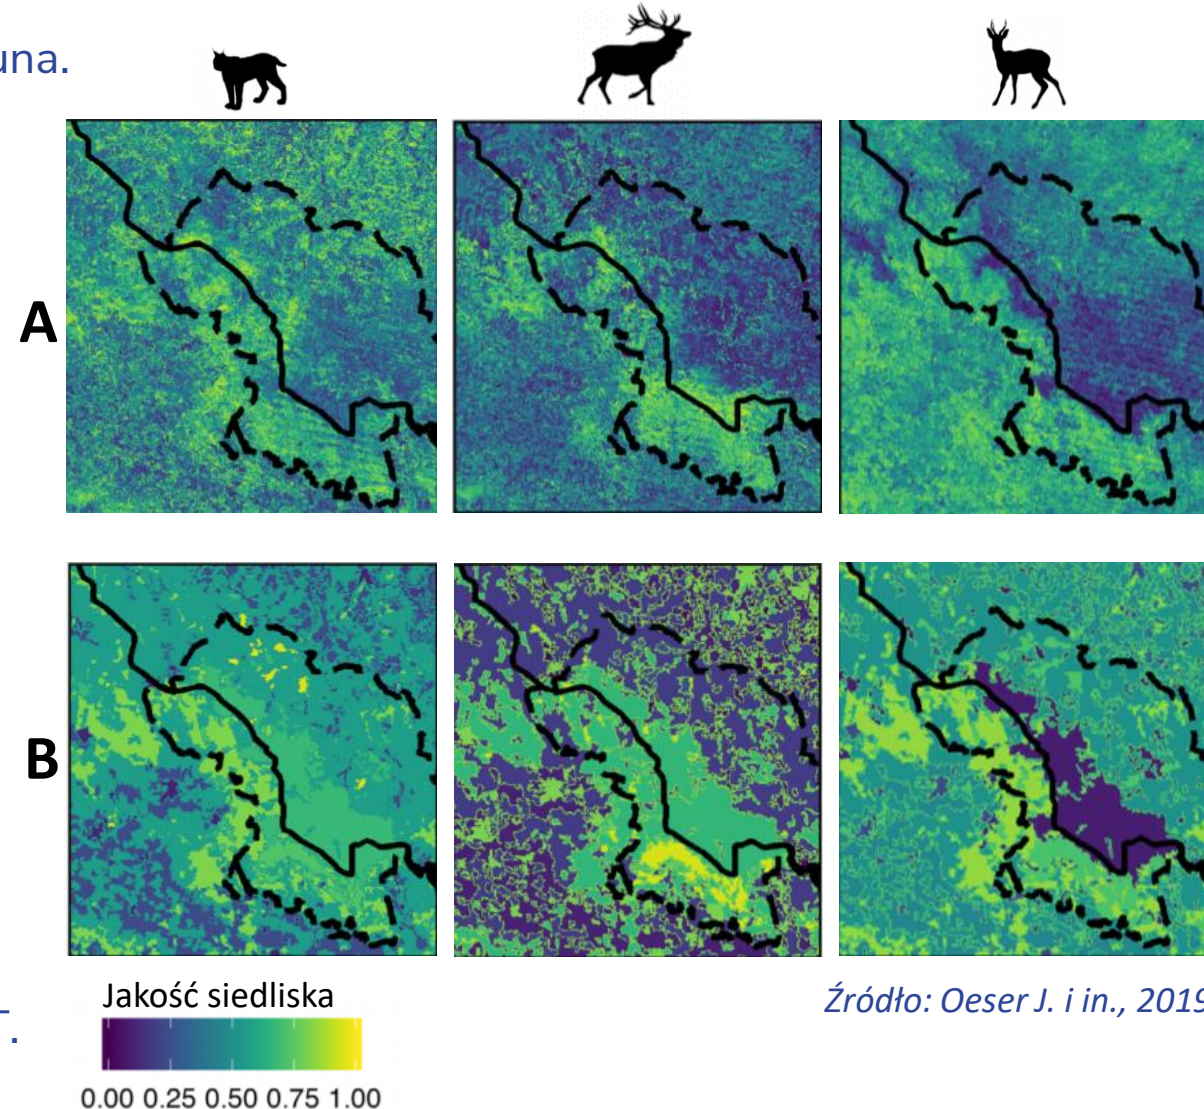 una.
A
B
Jakość siedliska
Źródło: Oeser J. i in., 2019
.
0.00 0.25 0.50 0.75 1.00